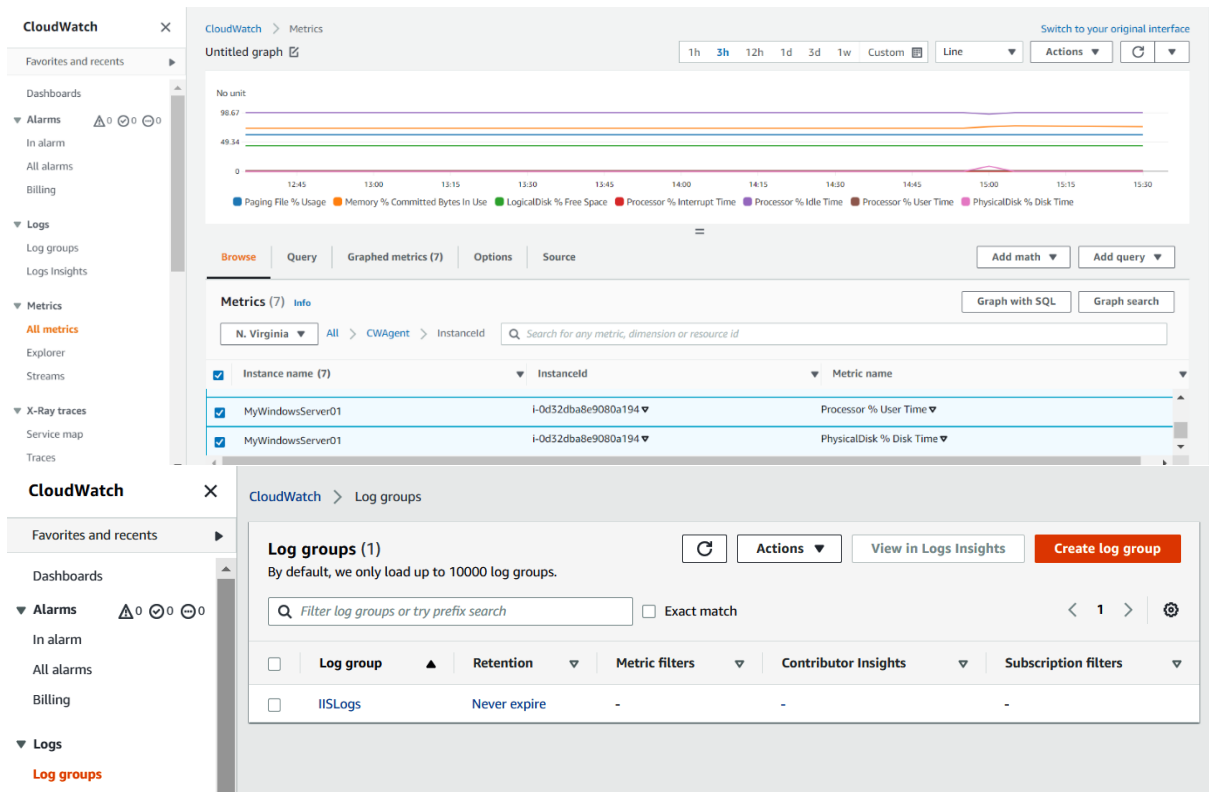 CloudWatch
Favorites and recents
Dashboards
Alarms 0 0 0
In alarm
All alarms
Billing
Logs
Log groups
Logs Insights
Metrics
All metrics
Explorer
Streams
X-Ray traces
Service map
Traces
CloudWatch > Metrics
Switch to your original interface
Untitled graph
1h 3h 12h 1d 3d 1w Custom Line Actions
No unit
98.67
49.34
0
12:45 13:00 13:15 13:30 13:45 14:00 14:15 14:30 14:45 15:00 15:15 15:30
Paging File % Usage Memory % Committed Bytes In Use LogicalDisk % Free Space Processor % Interrupt Time Processor % Idle Time Processor % User Time PhysicalDisk % Disk Time
Browse Query Graphed metrics (7) Options Source Add math Add query
Metrics (7) Info Graph with SQL Graph search
N. Virginia All > CWAgent > InstanceId Search for any metric, dimension or resource id
Instance name (7) InstanceId Metric name
MyWindowsServer01 i-0d32dba8e9080a194 Processor % User Time
MyWindowsServer01 i-0d32dba8e9080a194 PhysicalDisk % Disk Time
CloudWatch
Favorites and recents
Dashboards
Alarms 0 0 0
In alarm
All alarms
Billing
Logs
Log groups
CloudWatch > Log groups
Log groups (1) Actions View in Logs Insights Create log group
By default, we only load up to 10000 log groups.
Filter log groups or try prefix search Exact match 1
Log group Retention Metric filters Contributor Insights Subscription filters
IISLogs Never expire - - -